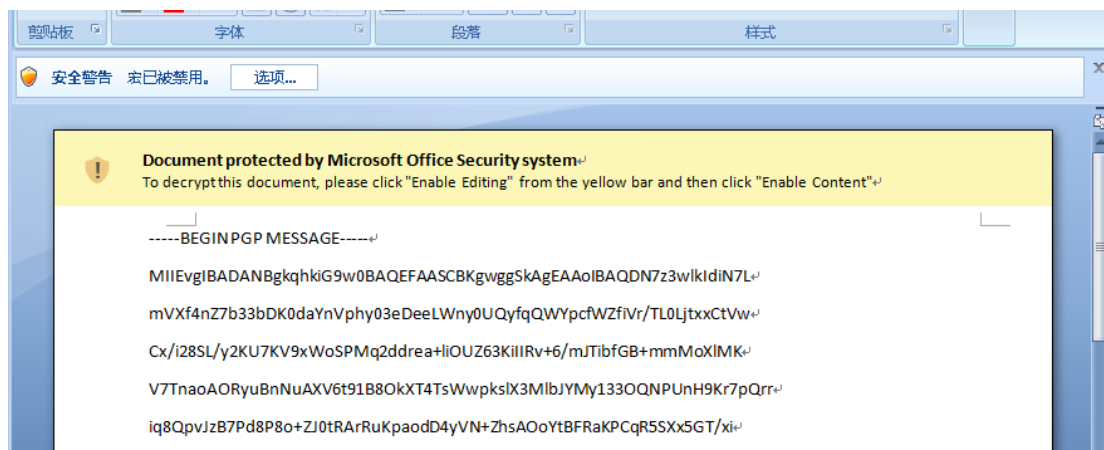 剪贴板 字体 段落 样式
安全警告 宏已被禁用。 选项...
Document protected by Microsoft Office Security system
To decrypt this document, please click "Enable Editing" from the yellow bar and then click "Enable Content"
-----BEGIN PGP MESSAGE-----
MIIEvgIBADANBgkqhkiG9w0BAQEFAASCBKgwggSkAgEAAoIBAQDN7z3wlkIdiN7L
mVXf4nZ7b33bDK0daYnVphy03eDeeLWny0UQyfqQWYpcfWZfiVr/TL0LjtxxCtVw
Cx/i28SL/y2KU7KV9xWoSPMq2ddrea+liOUZ63KiIIRv+6/mJTibfGB+mmMoXlMK
V7TnaoAORyuBnNuAXV6t91B8OkXT4TsWwpkslX3MlbJYMy133OQNPUnH9Kr7pQrr
iq8QpvJzB7Pd8P8o+ZJ0tRArRuKpaodD4yVN+ZhsAOoYtBFRaKPCqR5SXx5GT/xi